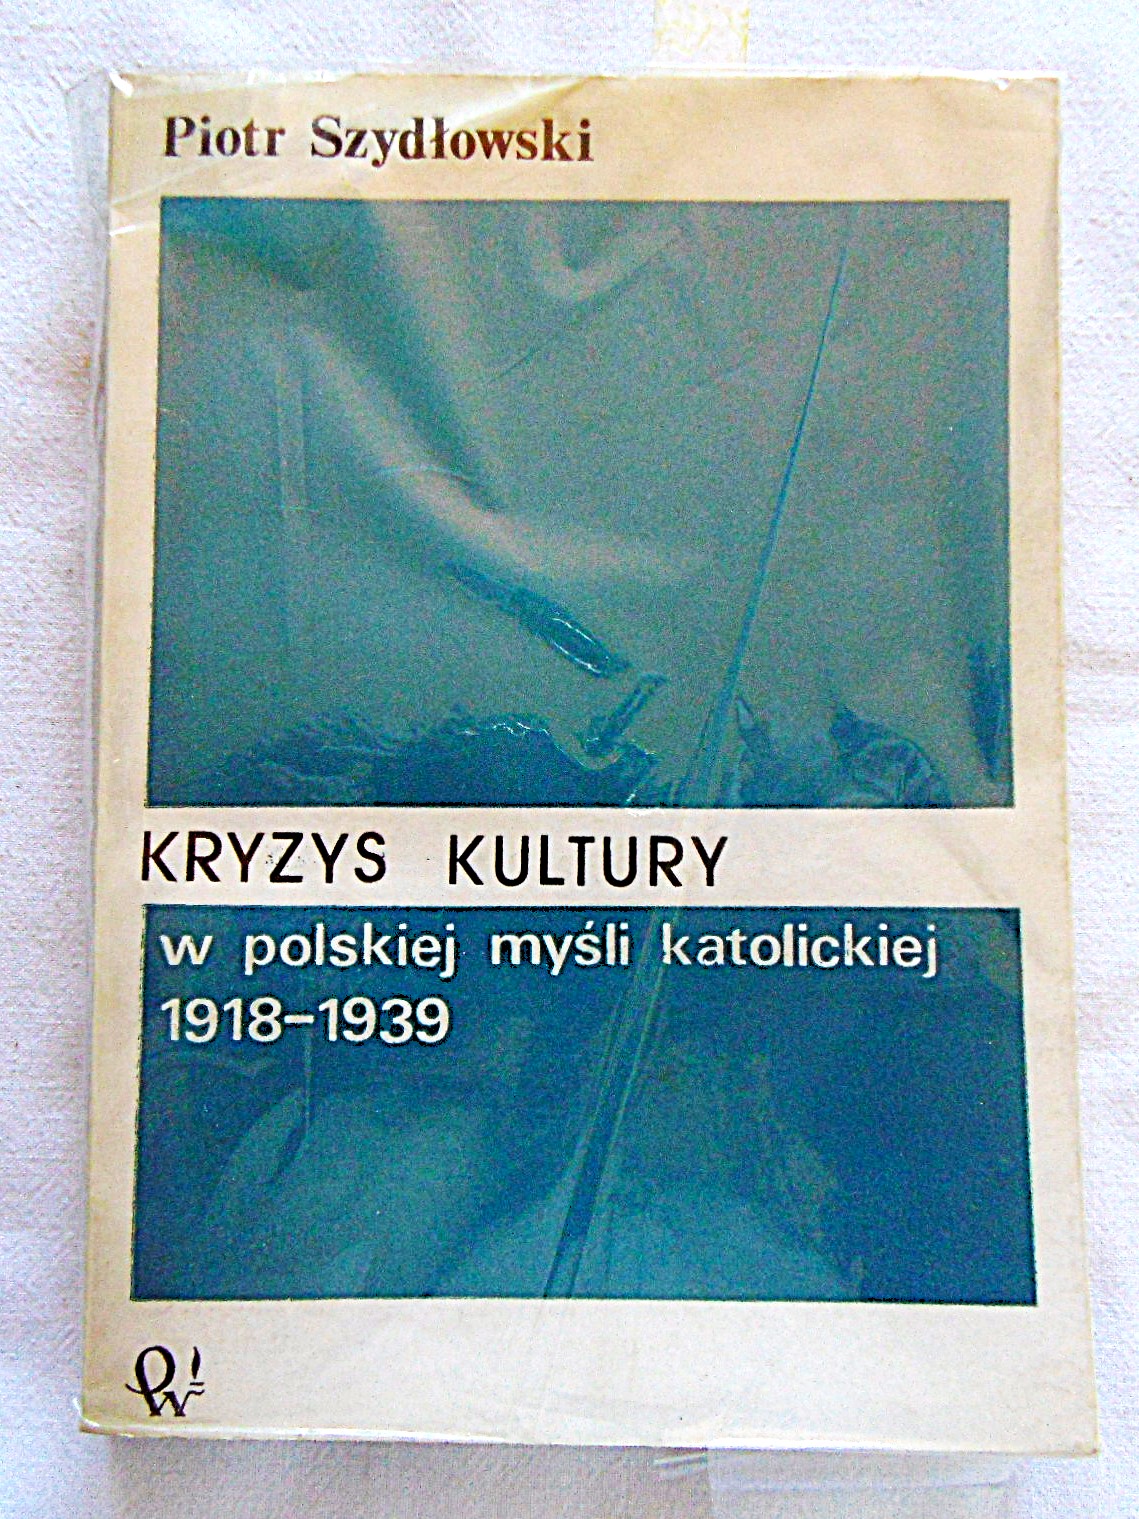 Piotr Szydłowski
KRYZYS KULTURY
w polskiej myśli katolickiej
1918-1939